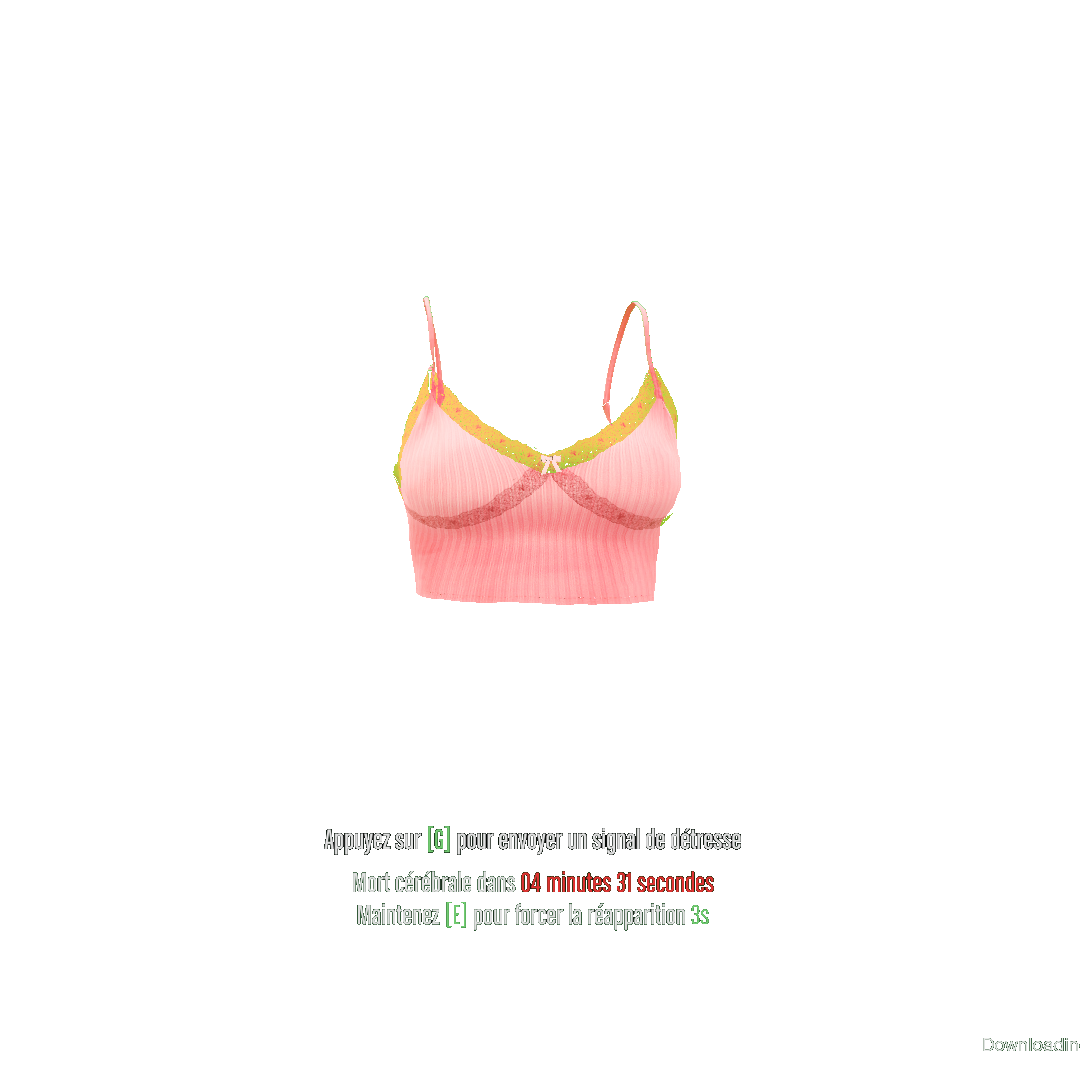 Appuyez sur [G] pour envoyer un signal de détresse
Mort cérébrale dans 04 minutes 31 secondes
Maintenez [E] pour forcer la réapparition 3s
Downloadin